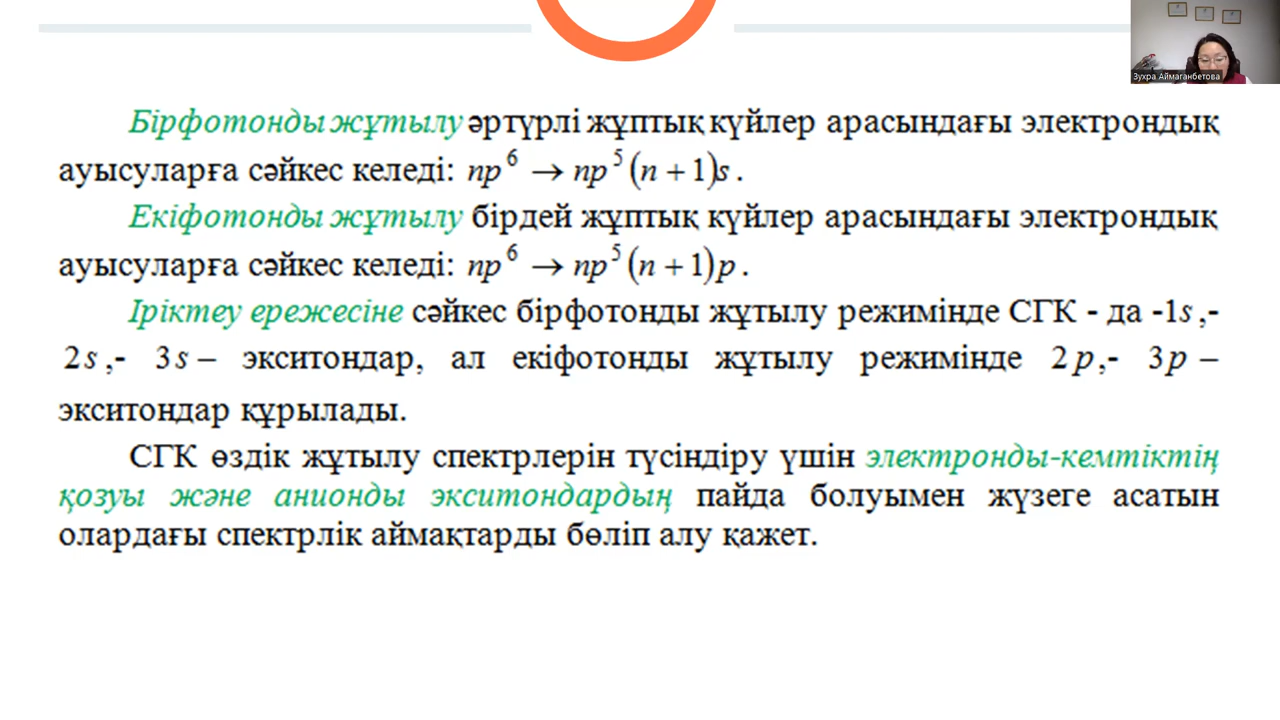 Зухра Аймаганбетова
Бірфотонды жұтылу әртүрлі жұптық күйлер арасындағы электрондық
ауысуларға сәйкес келеді: np⁶ → np⁵(n+1)s.
Екіфотонды жұтылу бірдей жұптық күйлер арасындағы электрондық
ауысуларға сәйкес келеді: np⁶ → np⁵(n+1)p.
Іріктеу ережесіне сәйкес бірфотонды жұтылу режимінде СГК - да -1s,-
2s,- 3s – экситондар, ал екіфотонды жұтылу режимінде 2p,- 3p –
экситондар құрылады.
СГК өздік жұтылу спектрлерін түсіндіру үшін электронды-кемтіктің
қозуы және анионды экситондардың пайда болуымен жүзеге асатын
олардағы спектрлік аймақтарды бөліп алу қажет.